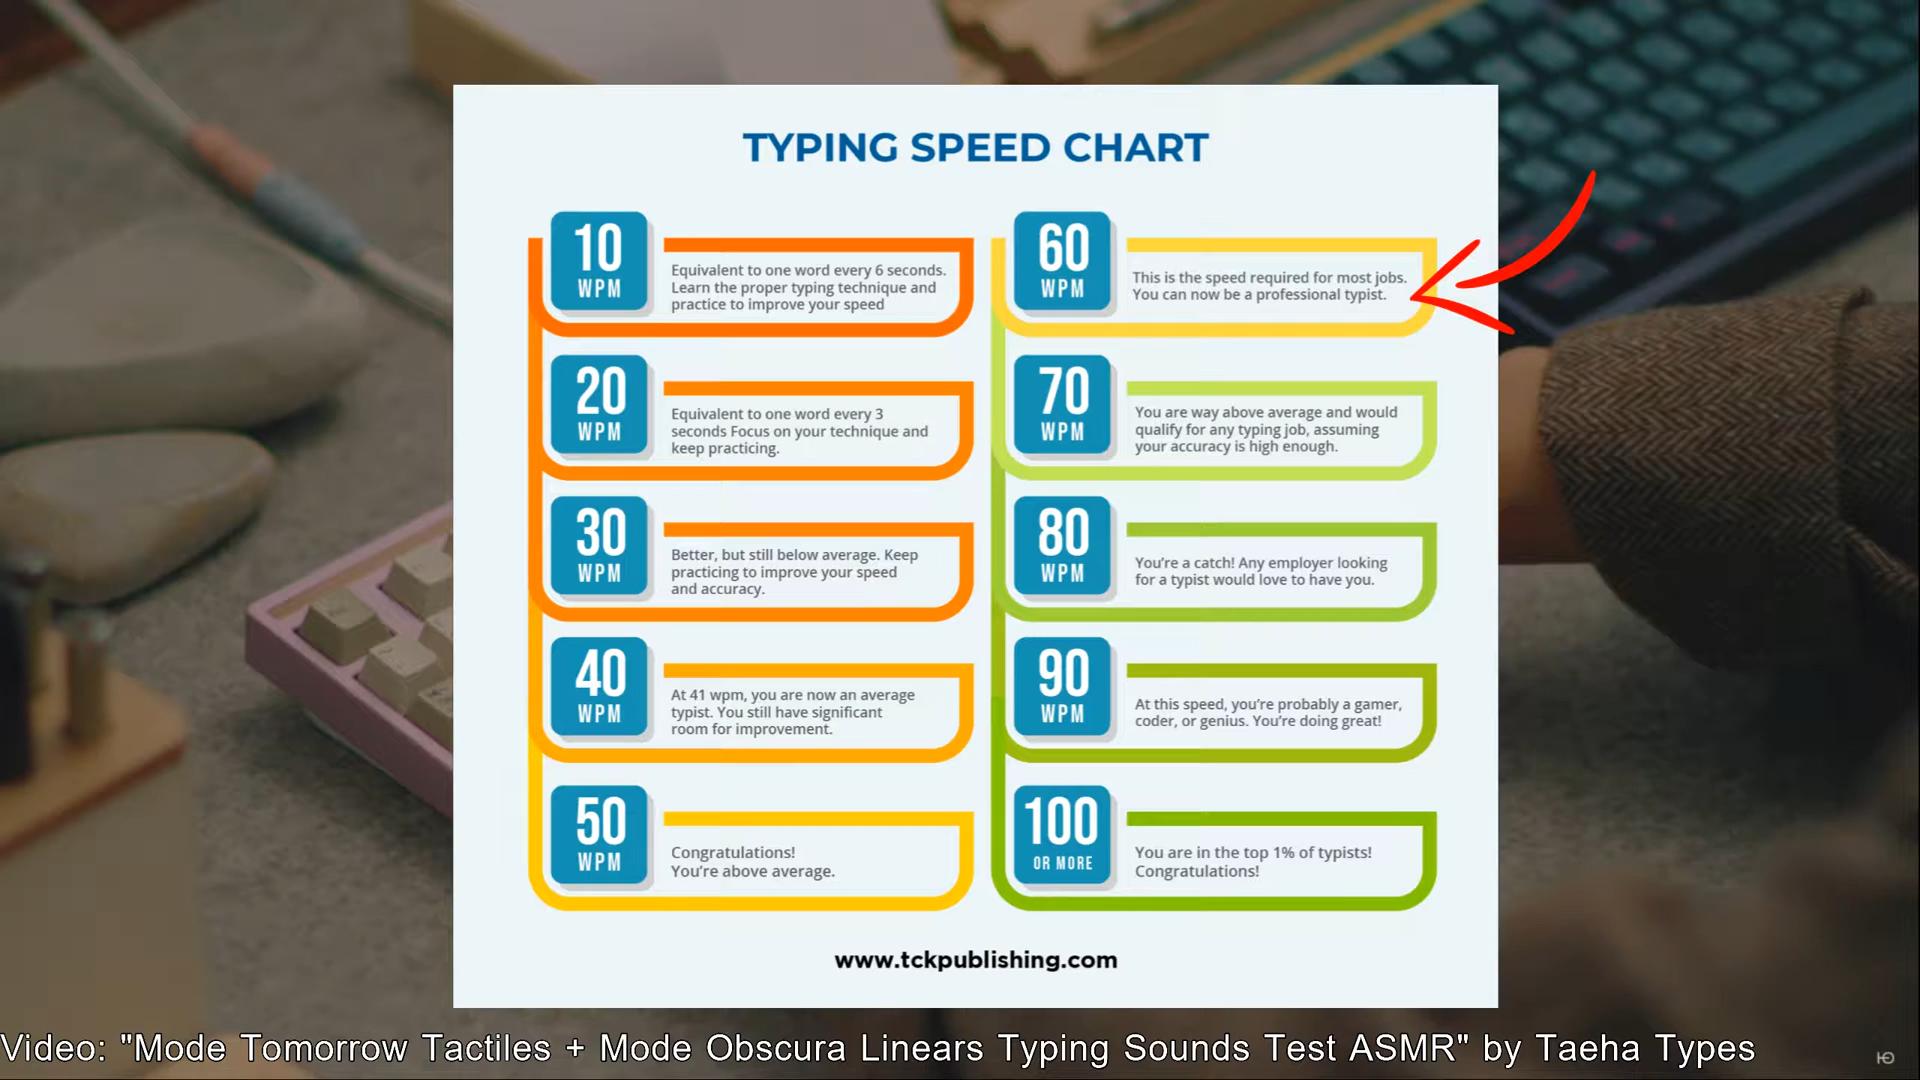 TYPING SPEED CHART
10
WPM
Equivalent to one word every 6 seconds.
Learn the proper typing technique and
practice to improve your speed
20
WPM
Equivalent to one word every 3
seconds Focus on your technique and
keep practicing.
30
WPM
Better, but still below average. Keep
practicing to improve your speed
and accuracy.
40
WPM
At 41 wpm, you are now an average
typist. You still have significant
room for improvement.
50
WPM
Congratulations!
You're above average.
60
WPM
This is the speed required for most jobs.
You can now be a professional typist.
70
WPM
You are way above average and would
qualify for any typing job, assuming
your accuracy is high enough.
80
WPM
You're a catch! Any employer looking
for a typist would love to have you.
90
WPM
At this speed, you're probably a gamer,
coder, or genius. You're doing great!
100
OR MORE
You are in the top 1% of typists!
Congratulations!
www.tckpublishing.com
Video: "Mode Tomorrow Tactiles + Mode Obscura Linears Typing Sounds Test ASMR" by Taeha Types